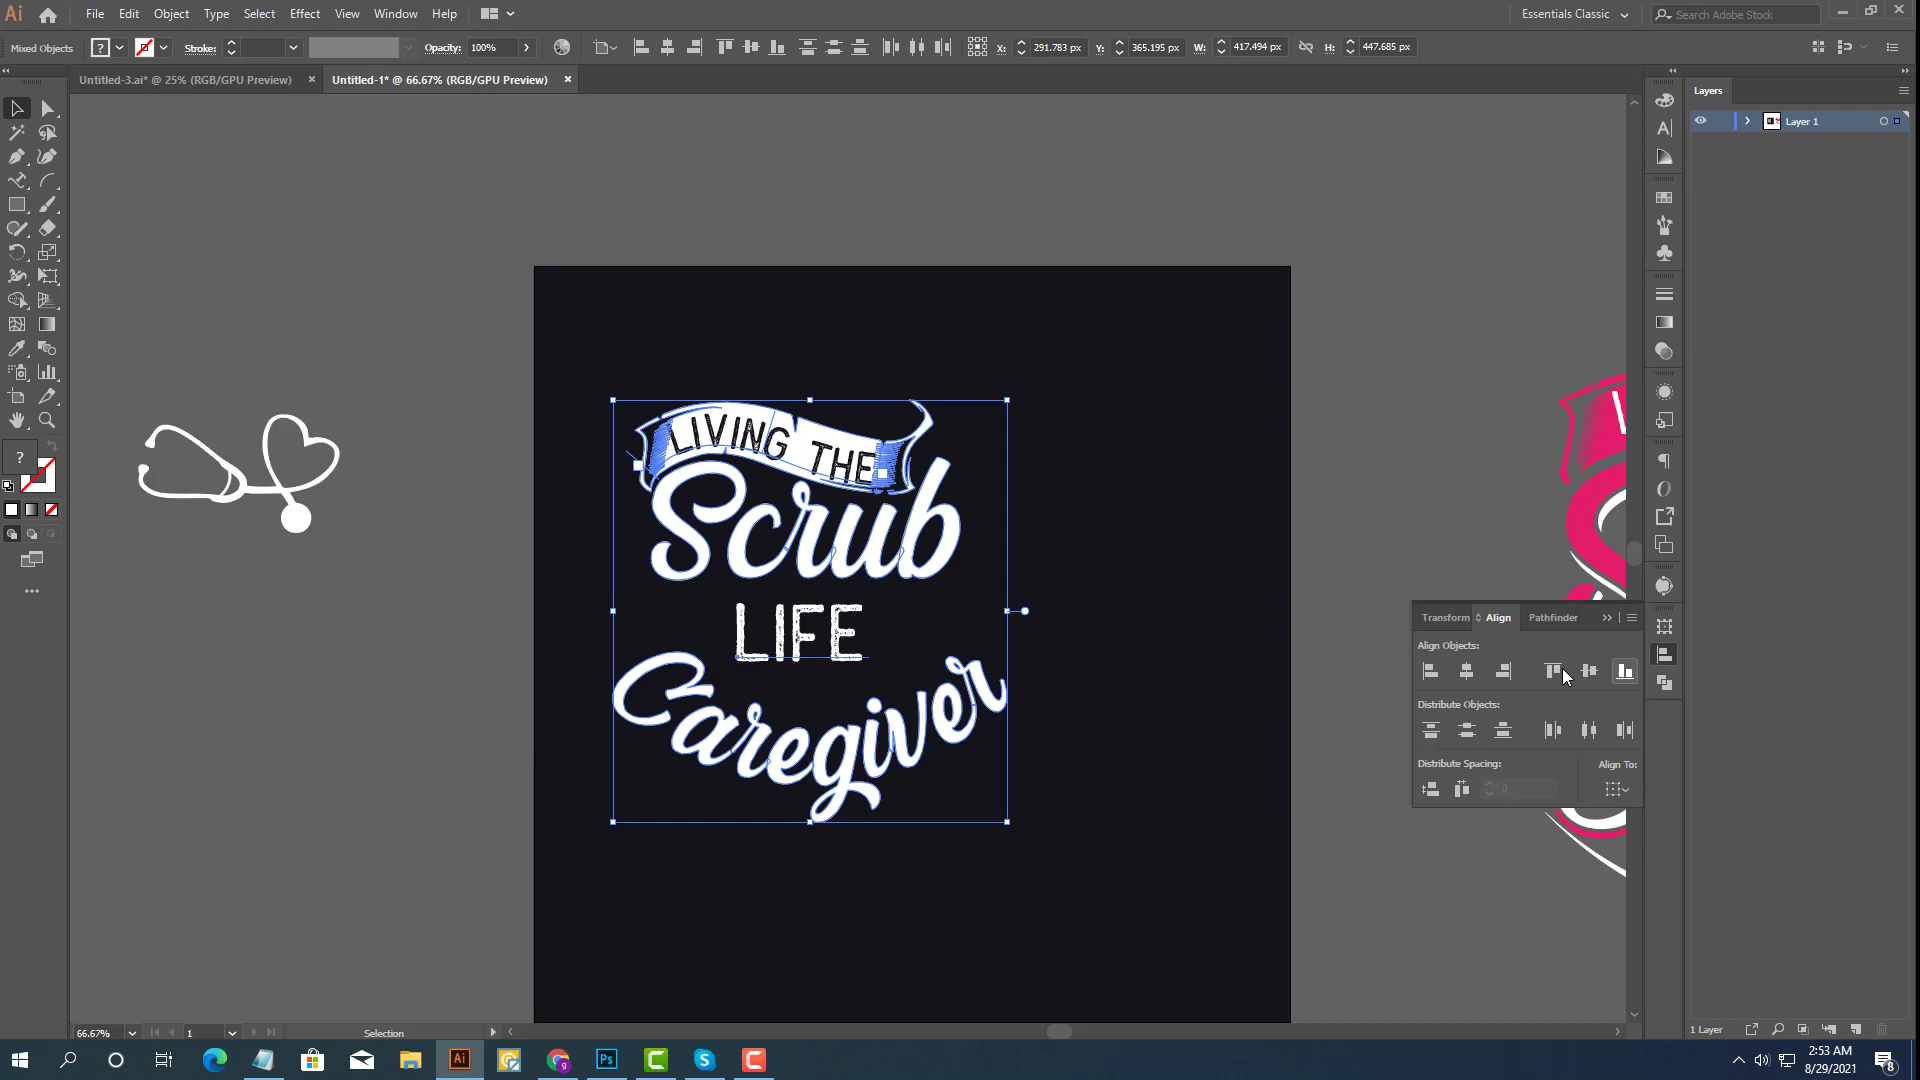 Ai File Edit Object Type Select Effect View Window Help Essentials Classic Search Adobe Stock
Mixed Objects ? Stroke: Opacity: 100% X: 291.783 px Y: 365.195 px W: 417.494 px H: 447.685 px
Untitled-3.ai* @ 25% (RGB/GPU Preview) × Untitled-1* @ 66.67% (RGB/GPU Preview) ×
Layers
Layer 1
LIVING THE
Scrub
LIFE
Caregiver
?
Transform Align Pathfinder
Align Objects:
Distribute Objects:
Distribute Spacing: Align To:
0
66.67% 1 Selection
1 Layer
Ai Ps
2:53 AM
8/29/2021
8